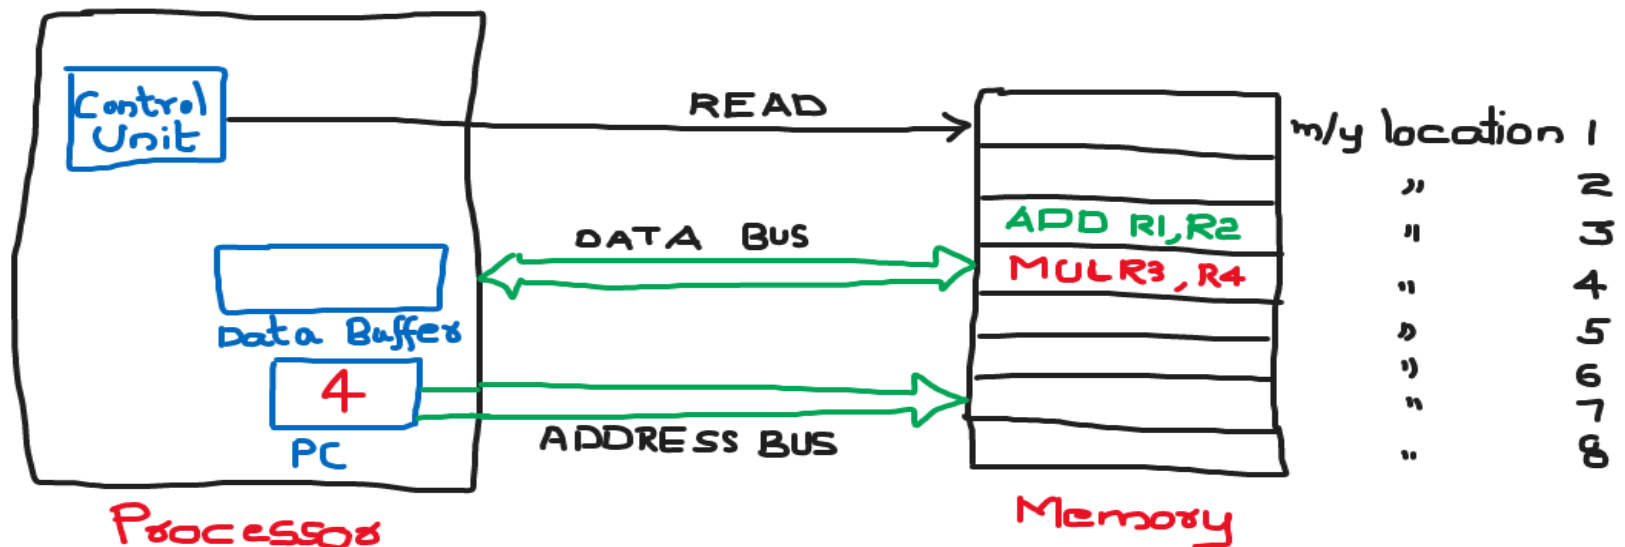 Control
Unit
READ
m/y location 1
" 2
ADD R1,R2 " 3
DATA BUS
MUL R3, R4 " 4
Data Buffer
" 5
4
" 6
" 7
ADDRESS BUS
PC
" 8
Processor
Memory